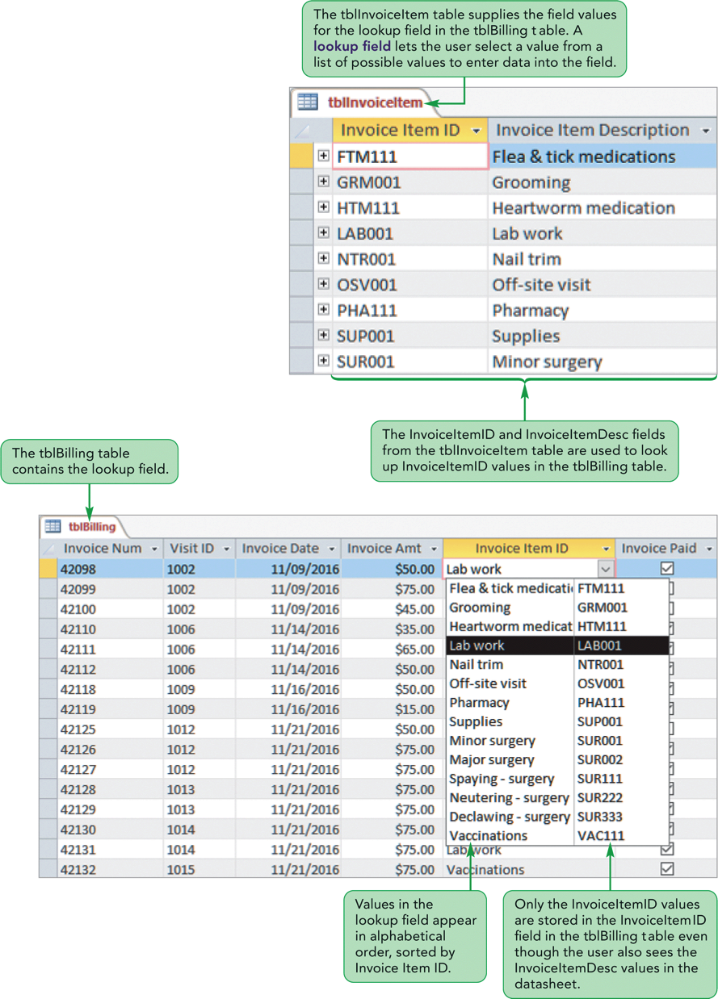 The tblInvoiceItem table supplies the field values
for the lookup field in the tblBilling table. A
lookup field lets the user select a value from a
list of possible values to enter data into the field.
tblInvoiceItem
Invoice Item ID Invoice Item Description
FTM111 Flea & tick medications
GRM001 Grooming
HTM111 Heartworm medication
LAB001 Lab work
NTR001 Nail trim
OSV001 Off-site visit
PHA111 Pharmacy
SUP001 Supplies
SUR001 Minor surgery
The InvoiceItemID and InvoiceItemDesc fields
from the tblInvoiceItem table are used to look
up InvoiceItemID values in the tblBilling table.
The tblBilling table
contains the lookup field.
tblBilling
Invoice Num Visit ID Invoice Date Invoice Amt Invoice Item ID Invoice Paid
42098 1002 11/09/2016 $50.00 Lab work
42099 1002 11/09/2016 $75.00 Flea & tick medicati FTM111
42100 1002 11/09/2016 $45.00 Grooming GRM001
42110 1006 11/14/2016 $35.00 Heartworm medicat HTM111
42111 1006 11/14/2016 $65.00 Lab work LAB001
42112 1006 11/14/2016 $50.00 Nail trim NTR001
42118 1009 11/16/2016 $50.00 Off-site visit OSV001
42119 1009 11/16/2016 $15.00 Pharmacy PHA111
42125 1012 11/21/2016 $50.00 Supplies SUP001
42126 1012 11/21/2016 $75.00 Minor surgery SUR001
42127 1012 11/21/2016 $75.00 Major surgery SUR002
42128 1013 11/21/2016 $75.00 Spaying - surgery SUR111
42129 1013 11/21/2016 $75.00 Neutering - surgery SUR222
42130 1014 11/21/2016 $75.00 Declawing - surgery SUR333
Vaccinations VAC111
42131 1014 11/21/2016 $75.00 Lab work
42132 1015 11/21/2016 $75.00 Vaccinations
Values in the
lookup field appear
in alphabetical
order, sorted by
Invoice Item ID.
Only the InvoiceItemID values
are stored in the InvoiceItemID
field in the tblBilling table even
though the user also sees the
InvoiceItemDesc values in the
datasheet.